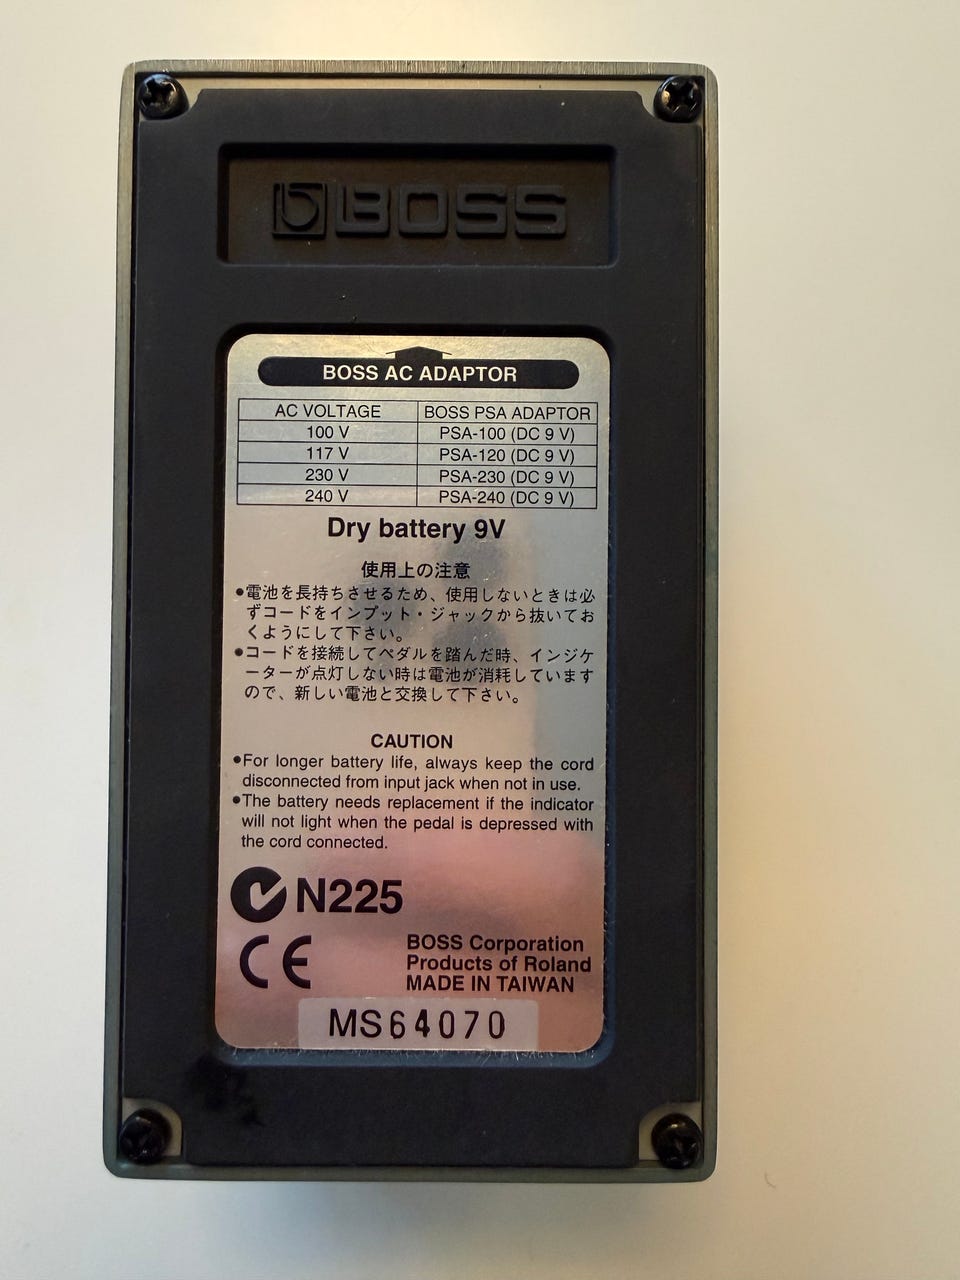 BOSS
BOSS AC ADAPTOR
AC VOLTAGE BOSS PSA ADAPTOR
100 V PSA-100 (DC 9 V)
117 V PSA-120 (DC 9 V)
230 V PSA-230 (DC 9 V)
240 V PSA-240 (DC 9 V)
Dry battery 9V
使用上の注意
●電池を長持ちさせるため、使用しないときは必
ずコードをインプット・ジャックから抜いてお
くようにして下さい。
●コードを接続してペダルを踏んだ時、インジケ
ーターが点灯しない時は電池が消耗しています
ので、新しい電池と交換して下さい。
CAUTION
●For longer battery life, always keep the cord
disconnected from input jack when not in use.
●The battery needs replacement if the indicator
will not light when the pedal is depressed with
the cord connected.
N225
CE
BOSS Corporation
Products of Roland
MADE IN TAIWAN
MS64070